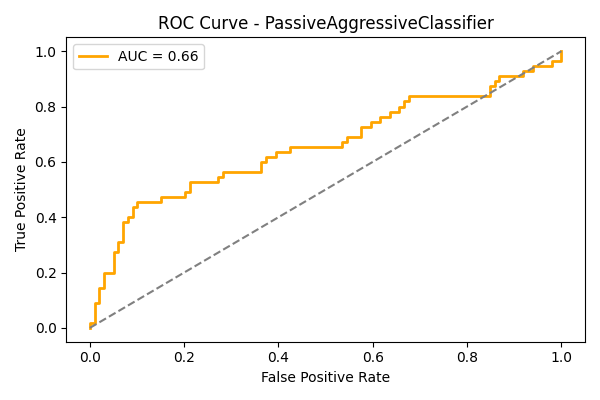 ROC Curve - PassiveAggressiveClassifier
AUC = 0.66
1.0
0.8
0.6
0.4
0.2
0.0
True Positive Rate
0.0 0.2 0.4 0.6 0.8 1.0
False Positive Rate